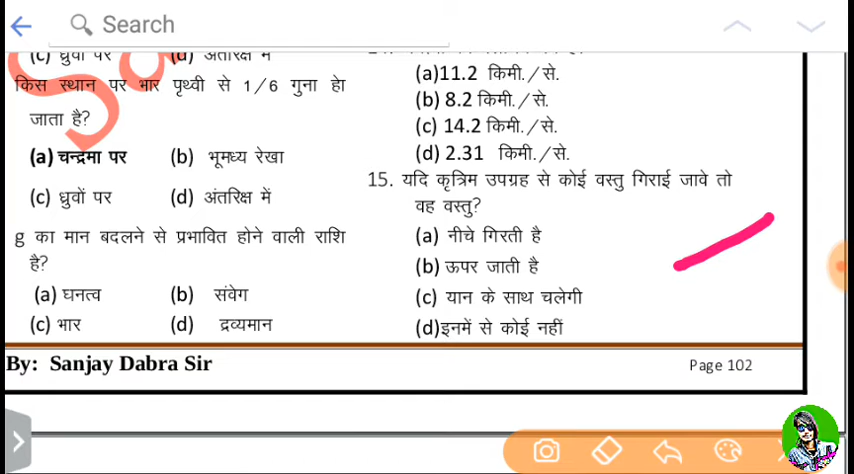 Search
(c) ध्रुवों पर (d) अंतरिक्ष में
किस स्थान पर भार पृथ्वी से 1/6 गुना हेा
जाता है?
(a) चन्द्रमा पर (b) भूमध्य रेखा
(c) ध्रुवों पर (d) अंतरिक्ष में
g का मान बदलने से प्रभावित होने वाली राशि
है?
(a) घनत्व (b) संवेग
(c) भार (d) द्रव्यमान
(a)11.2 किमी./से.
(b) 8.2 किमी./से.
(c) 14.2 किमी./से.
(d) 2.31 किमी./से.
15. यदि कृत्रिम उपग्रह से कोई वस्तु गिराई जावे तो
वह वस्तु?
(a) नीचे गिरती है
(b) ऊपर जाती है
(c) यान के साथ चलेगी
(d)इनमें से कोई नहीं
By: Sanjay Dabra Sir
Page 102